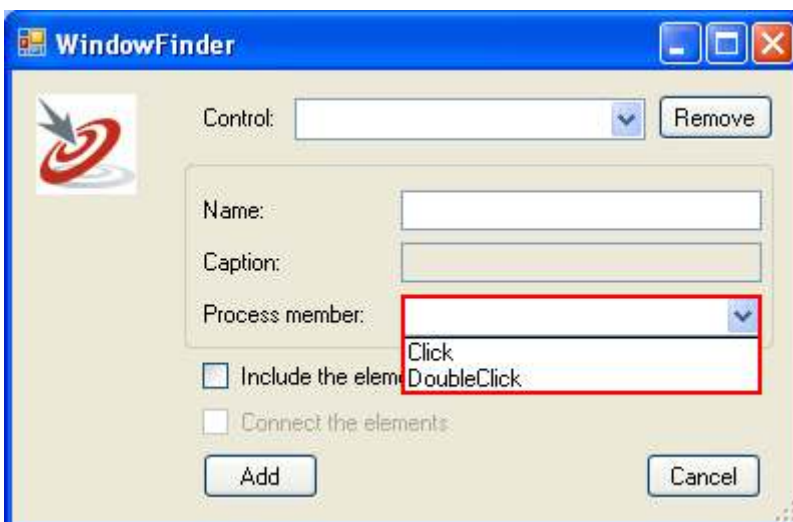 WindowFinder
Control:
Remove
Name:
Caption:
Process member:
Click
Include the elem
DoubleClick
Connect the elements
Add
Cancel